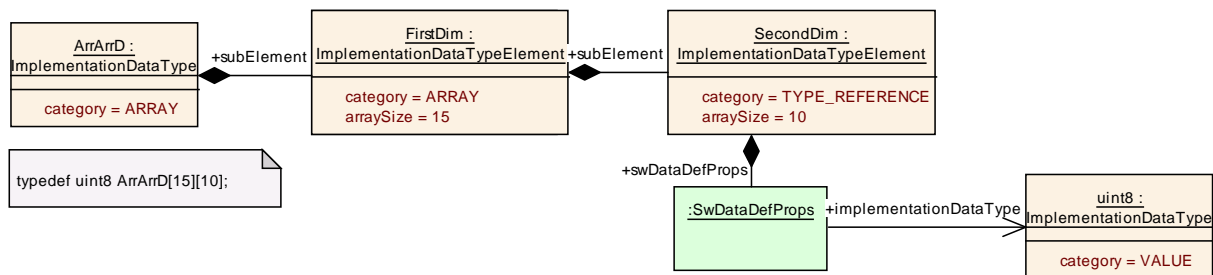 ArrArrD :
ImplementationDataType
category = ARRAY
+subElement
FirstDim :
ImplementationDataTypeElement
category = ARRAY
arraySize = 15
+subElement
SecondDim :
ImplementationDataTypeElement
category = TYPE_REFERENCE
arraySize = 10
typedef uint8 ArrArrD[15][10];
+swDataDefProps
:SwDataDefProps
+implementationDataType
uint8 :
ImplementationDataType
category = VALUE